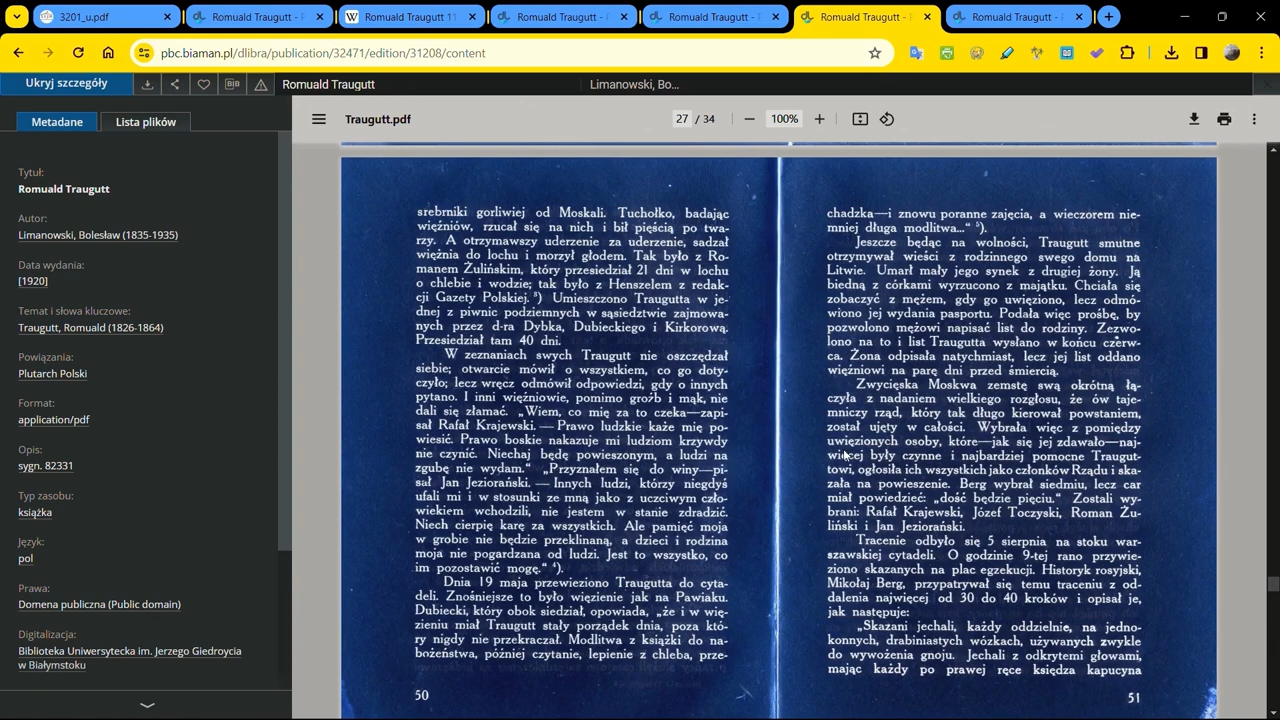 3201_u.pdf
Romuald Traugutt - P
Romuald Traugutt 11
Romuald Traugutt - P
Romuald Traugutt - P
Romuald Traugutt - P
Romuald Traugutt - P
pbc.biaman.pl/dlibra/publication/32471/edition/31208/content
Ukryj szczegóły
BiB
Romuald Traugutt
Limanowski, Bo...
Metadane
Lista plików
Traugutt.pdf
27 / 34
100%
Tytuł:
Romuald Traugutt
Autor:
Limanowski, Bolesław (1835-1935)
Data wydania:
[1920]
Temat i słowa kluczowe:
Traugutt, Romuald (1826-1864)
Powiązania:
Plutarch Polski
Format:
application/pdf
Opis:
sygn. 82331
Typ zasobu:
książka
Język:
pol
Prawa:
Domena publiczna (Public domain)
Digitalizacja:
Biblioteka Uniwersytecka im. Jerzego Giedroycia
w Białymstoku
srebrniki gorliwiej od Moskali. Tuchołko, badając
więźniów, rzucał się na nich i bił pięścią po twa-
rzy. A otrzymawszy uderzenie za uderzenie, sadzał
więźnia do lochu i morzył głodem. Tak było z Ro-
manem Żulińskim, który przesiedział 21 dni w lochu
o chlebie i wodzie; tak było z Henszelem z redak-
cji Gazety Polskiej. ³) Umieszczono Traugutta w je-
dnej z piwnic podziemnych w sąsiedztwie zajmowa-
nych przez d-ra Dybka, Dubieckiego i Kirkorową.
Przesiedział tam 40 dni.
W zeznaniach swych Traugutt nie oszczędzał
siebie; otwarcie mówił o wszystkiem, co go doty-
czyło; lecz wręcz odmówił odpowiedzi, gdy o innych
pytano. I inni więźniowie, pomimo groźb i mąk, nie
dali się złamać. „Wiem, co mię za to czeka—zapi-
sał Rafał Krajewski. — Prawo ludzkie każe mię po-
wiesić. Prawo boskie nakazuje mi ludziom krzywdy
nie czynić. Niechaj będę powieszonym, a ludzi na
zgubę nie wydam.“ „Przyznałem się do winy—pi-
sał Jan Jeziorański. — Innych ludzi, którzy niegdyś
ufali mi i w stosunki ze mną jako z uczciwym czło-
wiekiem wchodzili, nie jestem w stanie zdradzić.
Niech cierpię karę za wszystkich. Ale pamięć moja
w grobie nie będzie przeklinaną, a dzieci i rodzina
moja nie pogardzana od ludzi. Jest to wszystko, co
im pozostawić mogę.“ ⁴).
Dnia 19 maja przewieziono Traugutta do cyta-
deli. Znośniejsze to było więzienie jak na Pawiaku.
Dubiecki, który obok siedział, opowiada, „że i w wię-
zieniu miał Traugutt stały porządek dnia, poza któ-
ry nigdy nie przekraczał. Modlitwa z książki do na-
bożeństwa, później czytanie, lepienie z chleba, prze-
50
chadzka—i znowu poranne zajęcia, a wieczorem nie-
mniej długa modlitwa...“ ⁵).
Jeszcze będąc na wolności, Traugutt smutne
otrzymywał wieści z rodzinnego swego domu na
Litwie. Umarł mały jego synek z drugiej żony. Ją
biedną z córkami wyrzucono z majątku. Chciała się
zobaczyć z mężem, gdy go uwięziono, lecz odmó-
wiono jej wydania pasportu. Podała więc prośbę, by
pozwolono mężowi napisać list do rodziny. Zezwo-
lono na to i list Traugutta wysłano w końcu czerw-
ca. Żona odpisała natychmiast, lecz jej list oddano
więźniowi na parę dni przed śmiercią.
Zwycięska Moskwa zemstę swą okrótną łą-
czyła z nadaniem wielkiego rozgłosu, że ów taje-
mniczy rząd, który tak długo kierował powstaniem,
został ujęty w całości. Wybrała więc z pomiędzy
uwięzionych osoby, które—jak się jej zdawało—naj-
więcej były czynne i najbardziej pomocne Traugut-
towi, ogłosiła ich wszystkich jako członków Rządu i ska-
zała na powieszenie. Berg wybrał siedmiu, lecz car
miał powiedzieć: „dość będzie pięciu.“ Zostali wy-
brani: Rafał Krajewski, Józef Toczyski, Roman Żu-
liński i Jan Jeziorański.
Tracenie odbyło się 5 sierpnia na stoku war-
szawskiej cytadeli. O godzinie 9-tej rano przywie-
ziono skazanych na plac egzekucji. Historyk rosyjski,
Mikołaj Berg, przypatrywał się temu traceniu z od-
dalenia najwięcej od 30 do 40 kroków i opisał je,
jak następuje:
„Skazani jechali, każdy oddzielnie, na jedno-
konnych, drabiniastych wózkach, używanych zwykle
do wywożenia gnoju. Jechali z odkrytemi głowami,
mając każdy po prawej ręce księdza kapucyna
51